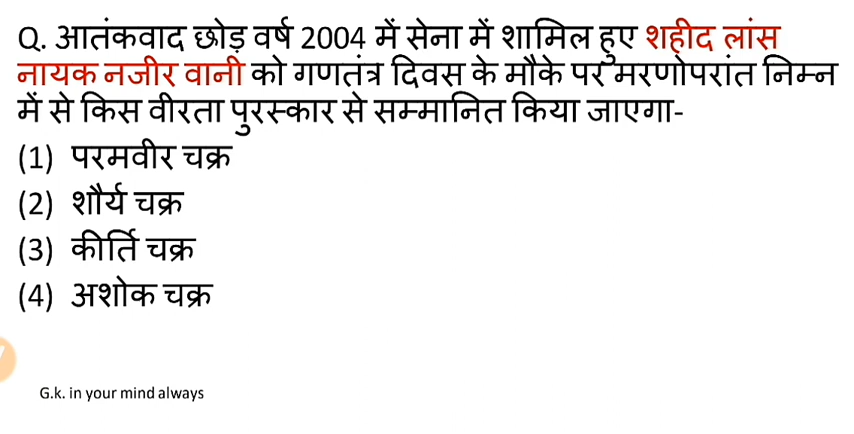 Q. आतंकवाद छोड़ वर्ष 2004 में सेना में शामिल हुए शहीद लांस
नायक नजीर वानी को गणतंत्र दिवस के मौके पर मरणोपरांत निम्न
में से किस वीरता पुरस्कार से सम्मानित किया जाएगा-
(1) परमवीर चक्र
(2) शौर्य चक्र
(3) कीर्ति चक्र
(4) अशोक चक्र
G.k. in your mind always